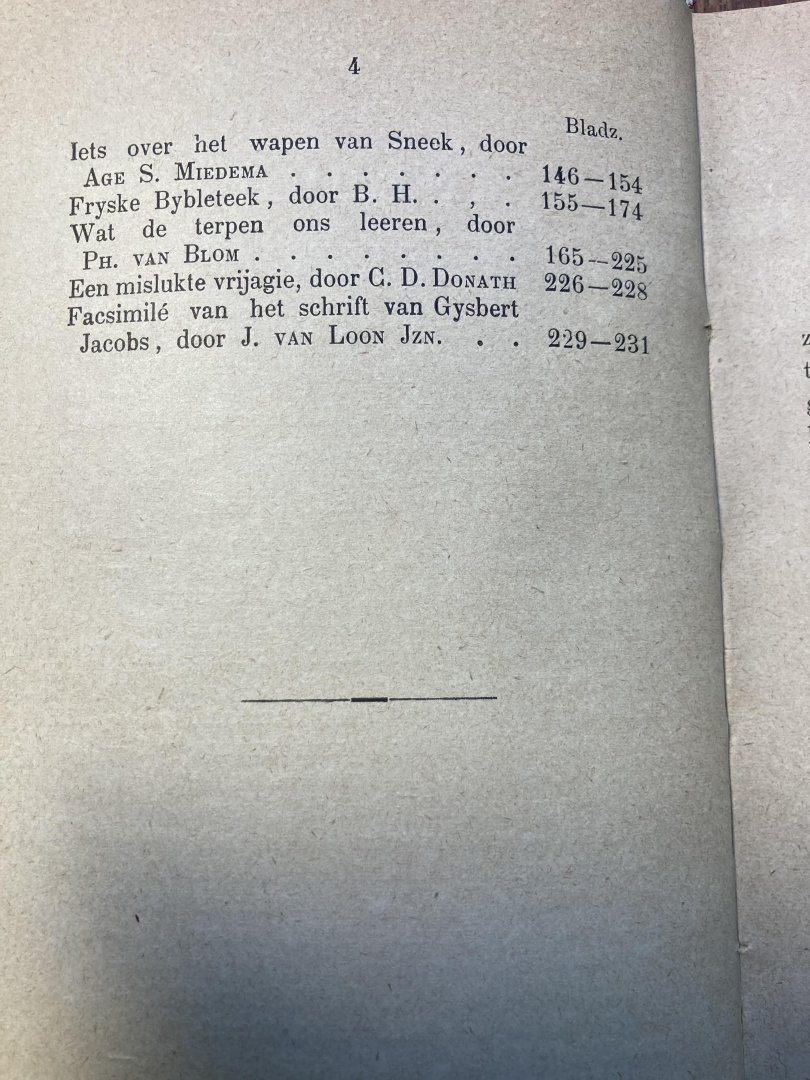 4
Bladz.
Iets over het wapen van Sneek, door
AGE S. MIEDEMA . . . . . . . 146—154
Fryske Bybleteek, door B. H. . , . 155—174
Wat de terpen ons leeren, door
PH. VAN BLOM . . . . . . . . 165—225
Een mislukte vrijagie, door C. D. DONATH 226—228
Facsimilé van het schrift van Gysbert
Jacobs, door J. VAN LOON JZN. . . 229—231